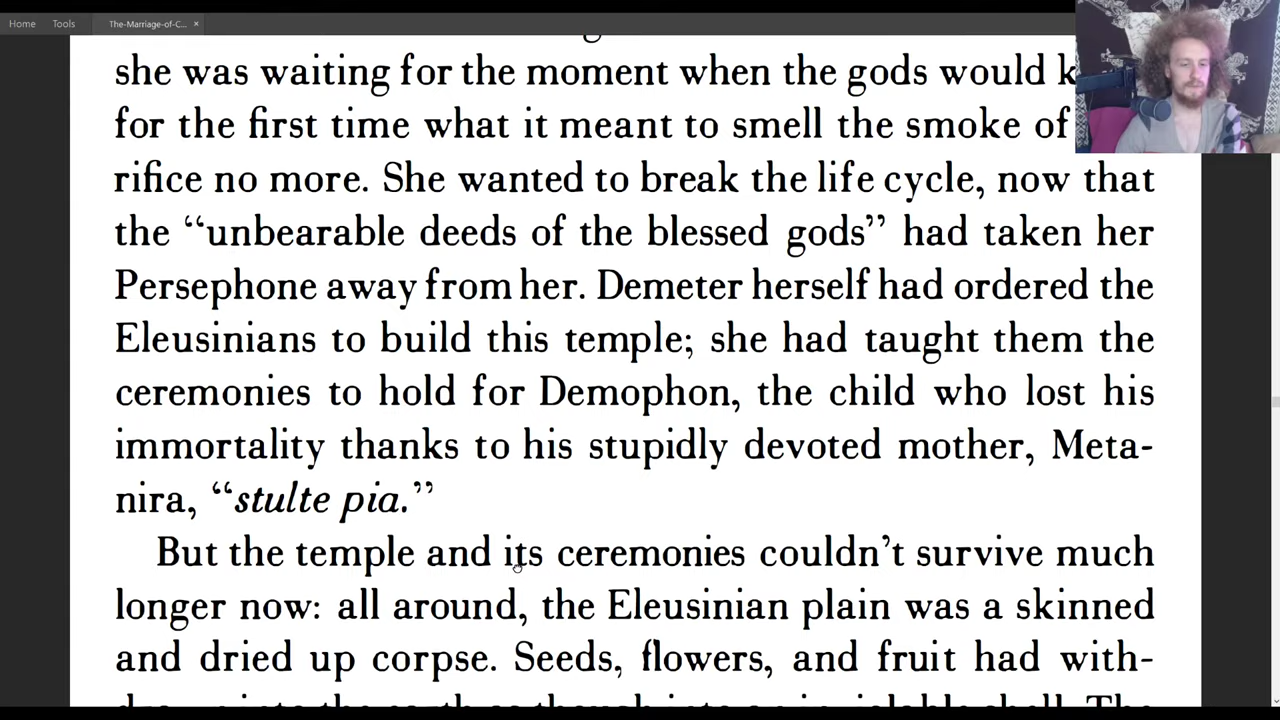 Home Tools The-Marriage-of-C... ×
she was waiting for the moment when the gods would
for the first time what it meant to smell the smoke of
rifice no more. She wanted to break the life cycle, now that
the “unbearable deeds of the blessed gods” had taken her
Persephone away from her. Demeter herself had ordered the
Eleusinians to build this temple; she had taught them the
ceremonies to hold for Demophon, the child who lost his
immortality thanks to his stupidly devoted mother, Meta-
nira, “stulte pia.”
But the temple and its ceremonies couldn’t survive much
longer now: all around, the Eleusinian plain was a skinned
and dried up corpse. Seeds, flowers, and fruit had with-